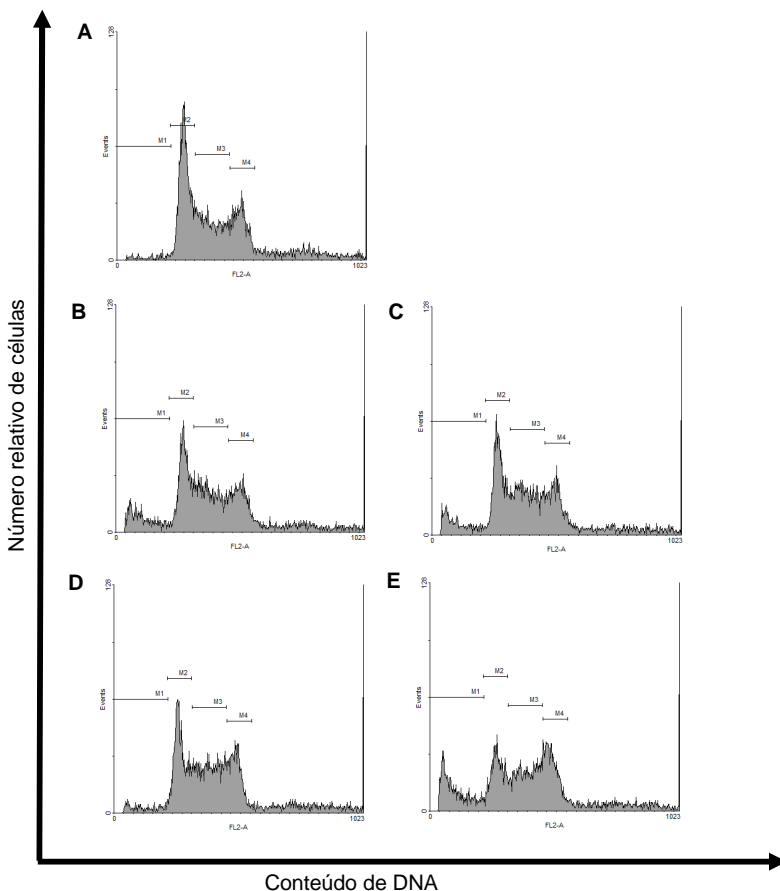 Número relativo de células
A
128
Events
0
M1
M2
M3
M4
0
1023
FL2-A
B
128
Events
0
M1
M2
M3
M4
0
1023
FL2-A
C
128
Events
0
M1
M2
M3
M4
0
1023
FL2-A
D
128
Events
0
M1
M2
M3
M4
0
1023
FL2-A
E
128
Events
0
M1
M2
M3
M4
0
1023
FL2-A
Conteúdo de DNA